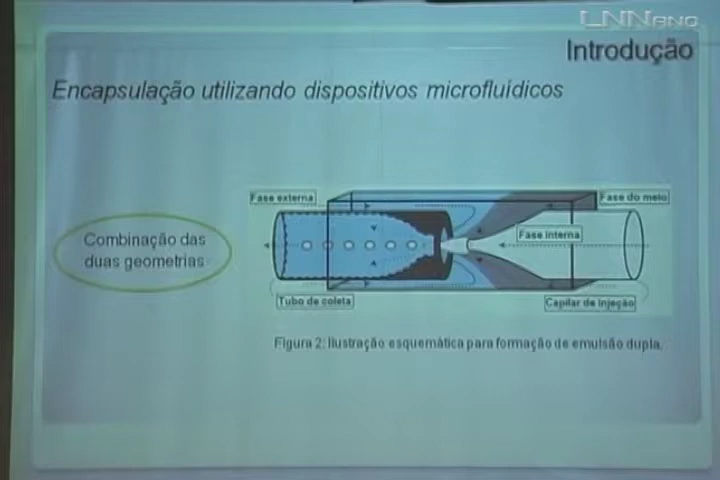 LNNano
Introdução
Encapsulação utilizando dispositivos microfluídicos
Fase externa
Fase do meio
Combinação das
duas geometrias
Fase interna
Tubo de coleta
Capilar de injeção
Figura 2: Ilustração esquemática para formação de emulsão dupla.